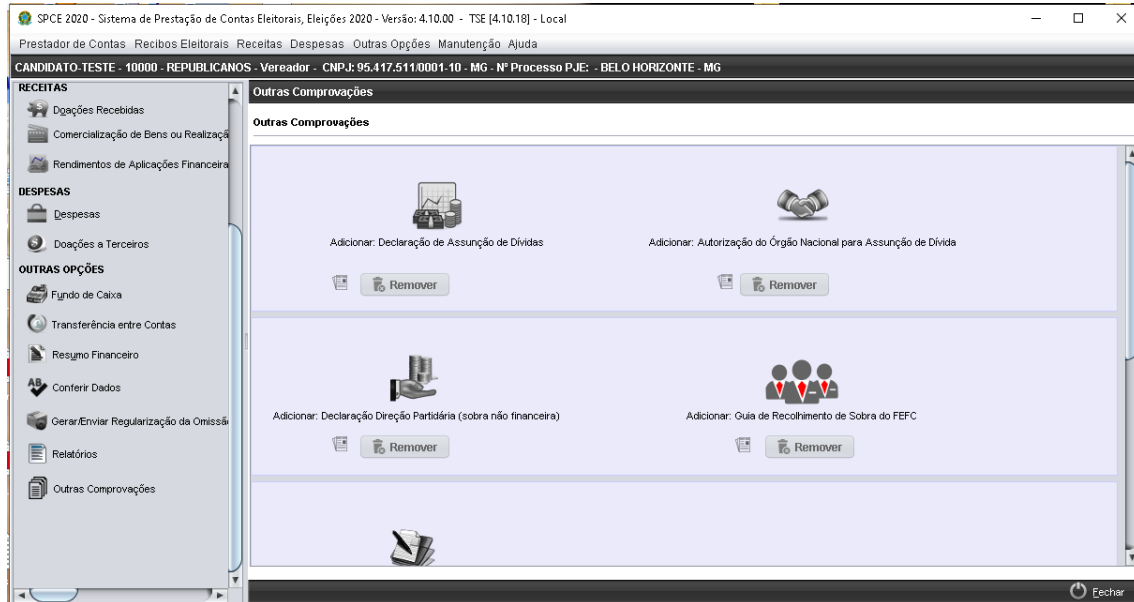 SPCE 2020 - Sistema de Prestação de Contas Eleitorais, Eleições 2020 - Versão: 4.10.00 - TSE [4.10.18] - Local
Prestador de Contas Recibos Eleitorais Receitas Despesas Outras Opções Manutenção Ajuda
CANDIDATO-TESTE - 10000 - REPUBLICANOS - Vereador - CNPJ: 95.417.511/0001-10 - MG - Nº Processo PJE: - BELO HORIZONTE - MG
RECEITAS
Doações Recebidas
Comercialização de Bens ou Realizaçã
Rendimentos de Aplicações Financeira
DESPESAS
Despesas
Doações a Terceiros
OUTRAS OPÇÕES
Fundo de Caixa
Transferência entre Contas
Resumo Financeiro
Conferir Dados
Gerar/Enviar Regularização da Omissã
Relatórios
Outras Comprovações
Outras Comprovações
Outras Comprovações
Adicionar: Declaração de Assunção de Dívidas
Remover
Adicionar: Autorização do Órgão Nacional para Assunção de Dívida
Remover
Adicionar: Declaração Direção Partidária (sobra não financeira)
Remover
Adicionar: Guia de Recolhimento de Sobra do FEFC
Remover
Fechar